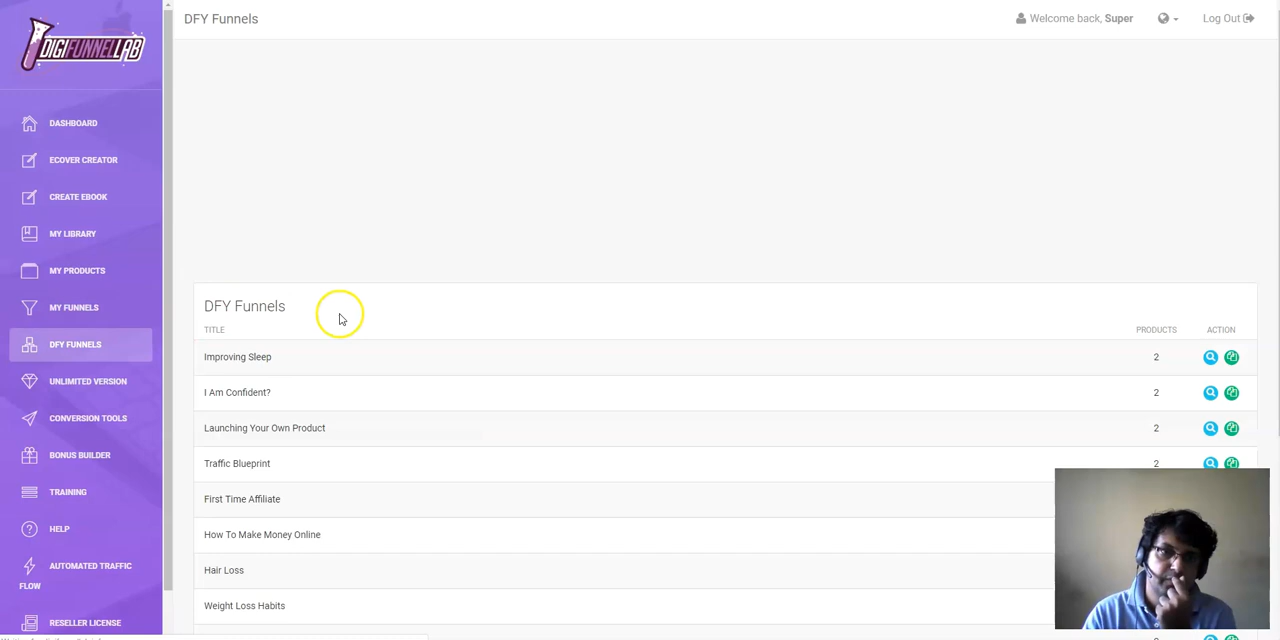 DIGIFUNNELLAB
DFY Funnels
Welcome back, Super
Log Out
DASHBOARD
ECOVER CREATOR
CREATE EBOOK
MY LIBRARY
MY PRODUCTS
MY FUNNELS
DFY FUNNELS
UNLIMITED VERSION
CONVERSION TOOLS
BONUS BUILDER
TRAINING
HELP
AUTOMATED TRAFFIC
FLOW
RESELLER LICENSE
DFY Funnels
TITLE PRODUCTS ACTION
Improving Sleep 2
I Am Confident? 2
Launching Your Own Product 2
Traffic Blueprint 2
First Time Affiliate
How To Make Money Online
Hair Loss
Weight Loss Habits